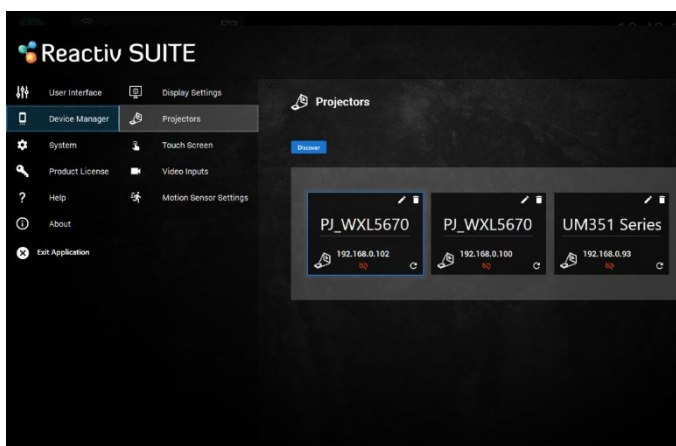 Reactiv SUITE
User Interface
Device Manager
System
Product License
Help
About
Exit Application
Display Settings
Projectors
Touch Screen
Video Inputs
Motion Sensor Settings
Projectors
Discover
PJ_WXL5670
192.168.0.102
PJ_WXL5670
192.168.0.100
UM351 Series
192.168.0.93